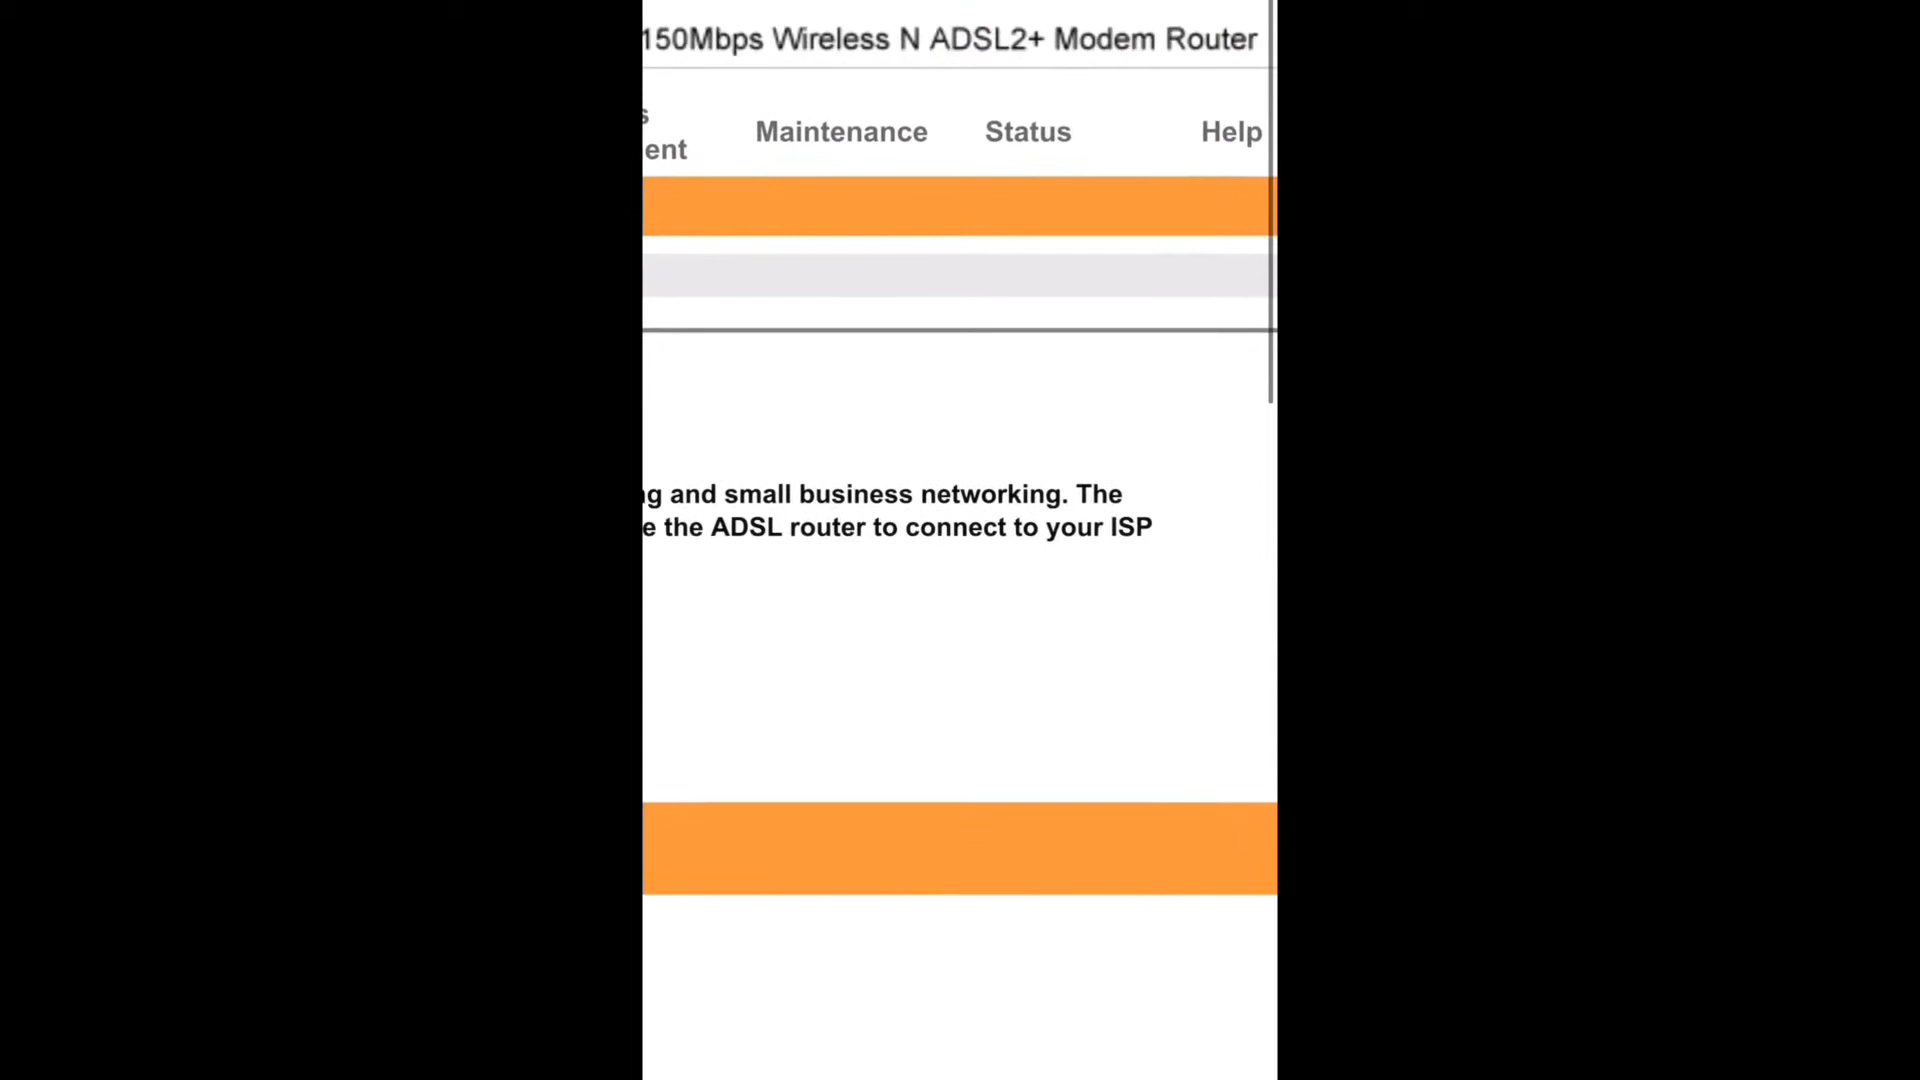 150Mbps Wireless N ADSL2+ Modem Router
s
ent
Maintenance
Status
Help
g and small business networking. The
e the ADSL router to connect to your ISP